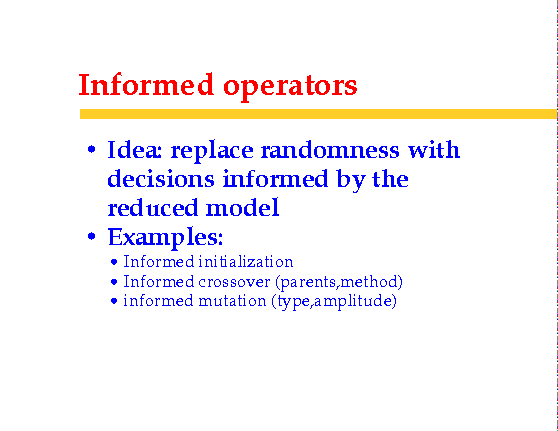 Informed operators
• Idea: replace randomness with
decisions informed by the
reduced model
• Examples:
• Informed initialization
• Informed crossover (parents,method)
• informed mutation (type,amplitude)